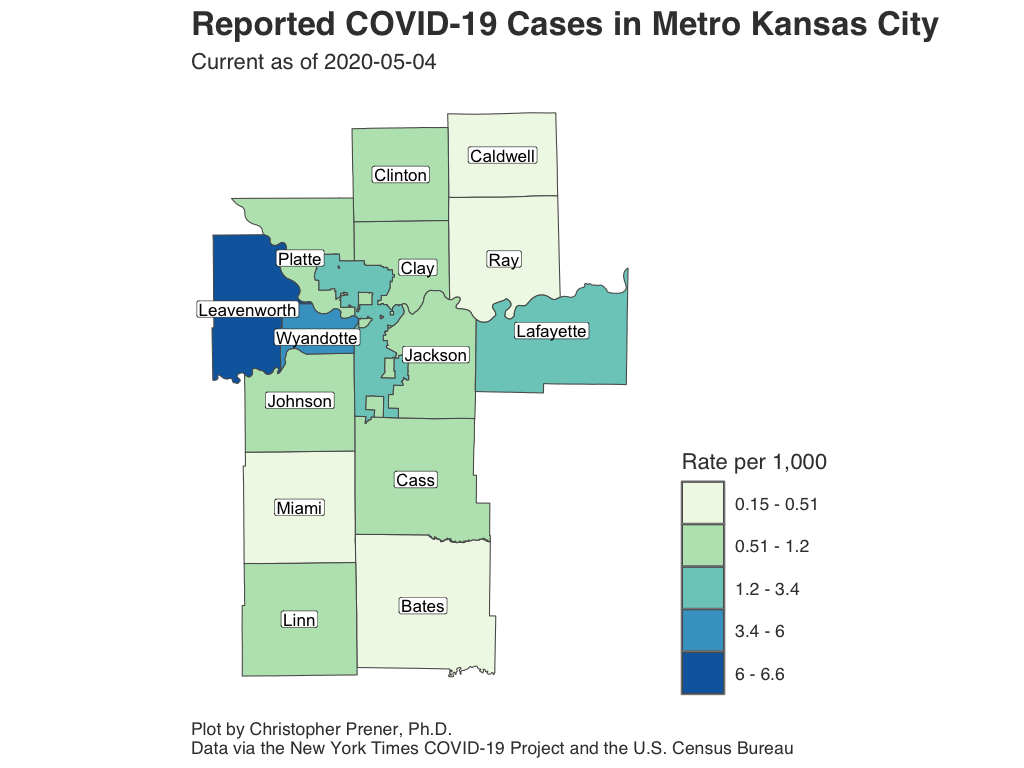 Reported COVID-19 Cases in Metro Kansas City
Current as of 2020-05-04
Caldwell
Clinton
Platte
Clay
Ray
Leavenworth
Wyandotte
Lafayette
Jackson
Johnson
Cass
Miami
Bates
Linn
Rate per 1,000
0.15 - 0.51
0.51 - 1.2
1.2 - 3.4
3.4 - 6
6 - 6.6
Plot by Christopher Prener, Ph.D.
Data via the New York Times COVID-19 Project and the U.S. Census Bureau